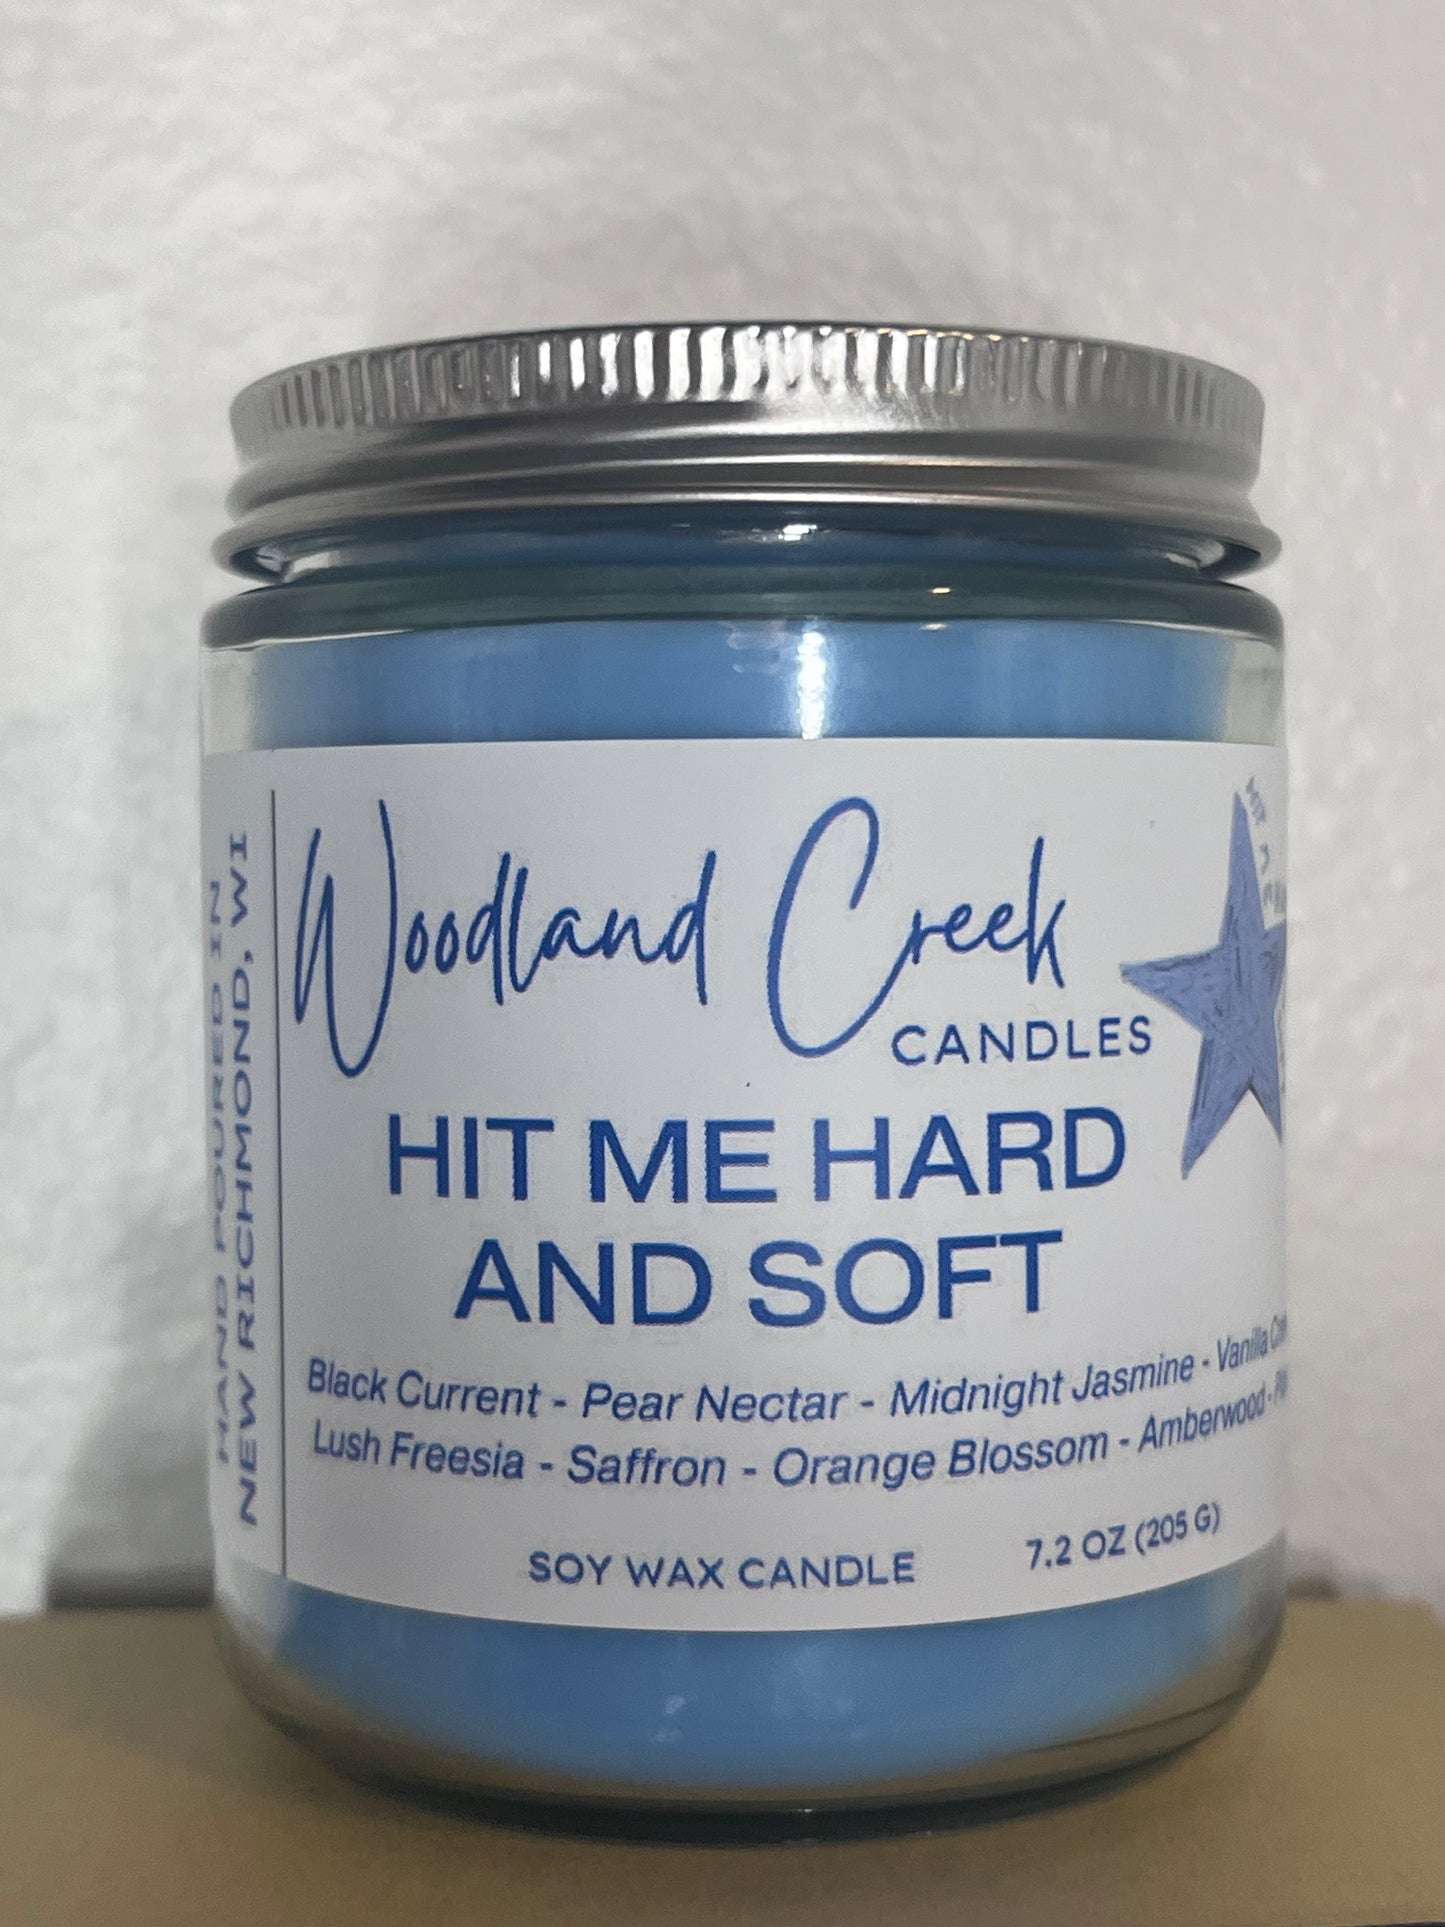 HAND POURED IN
NEW RICHMOND, WI
Woodland Creek
CANDLES
HIT ME HARD
AND SOFT
Black Current - Pear Nectar - Midnight Jasmine - Vanilla
Lush Freesia - Saffron - Orange Blossom - Amberwood -
SOY WAX CANDLE
7.2 OZ (205 G)